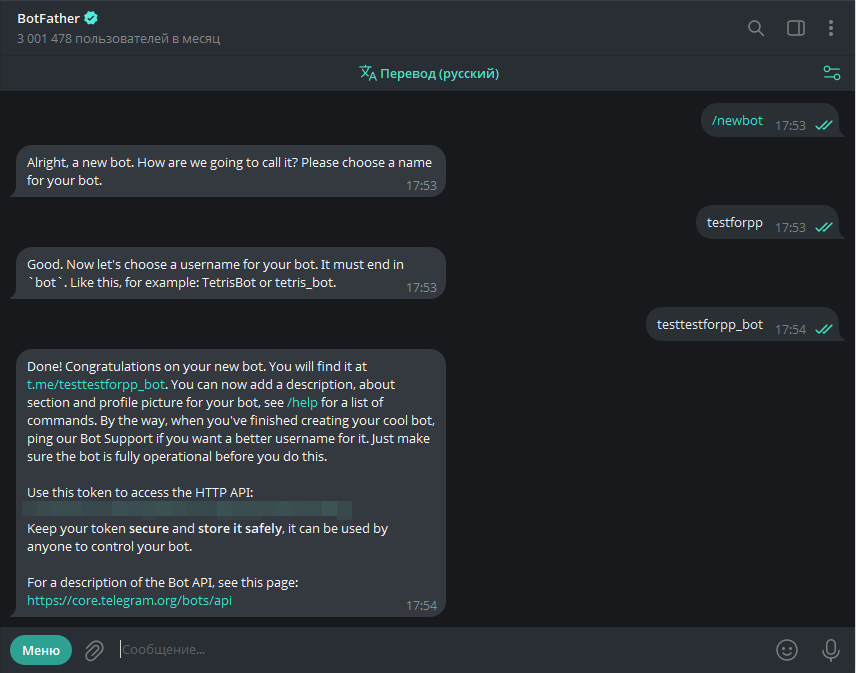 BotFather
3 001 478 пользователей в месяц
Перевод (русский)
/newbot 17:53
Alright, a new bot. How are we going to call it? Please choose a name
for your bot. 17:53
testforpp 17:53
Good. Now let's choose a username for your bot. It must end in
`bot`. Like this, for example: TetrisBot or tetris_bot. 17:53
testtestforpp_bot 17:54
Done! Congratulations on your new bot. You will find it at
t.me/testtestforpp_bot. You can now add a description, about
section and profile picture for your bot, see /help for a list of
commands. By the way, when you've finished creating your cool bot,
ping our Bot Support if you want a better username for it. Just make
sure the bot is fully operational before you do this.
Use this token to access the HTTP API:
Keep your token secure and store it safely, it can be used by
anyone to control your bot.
For a description of the Bot API, see this page:
https://core.telegram.org/bots/api 17:54
Меню Сообщение...